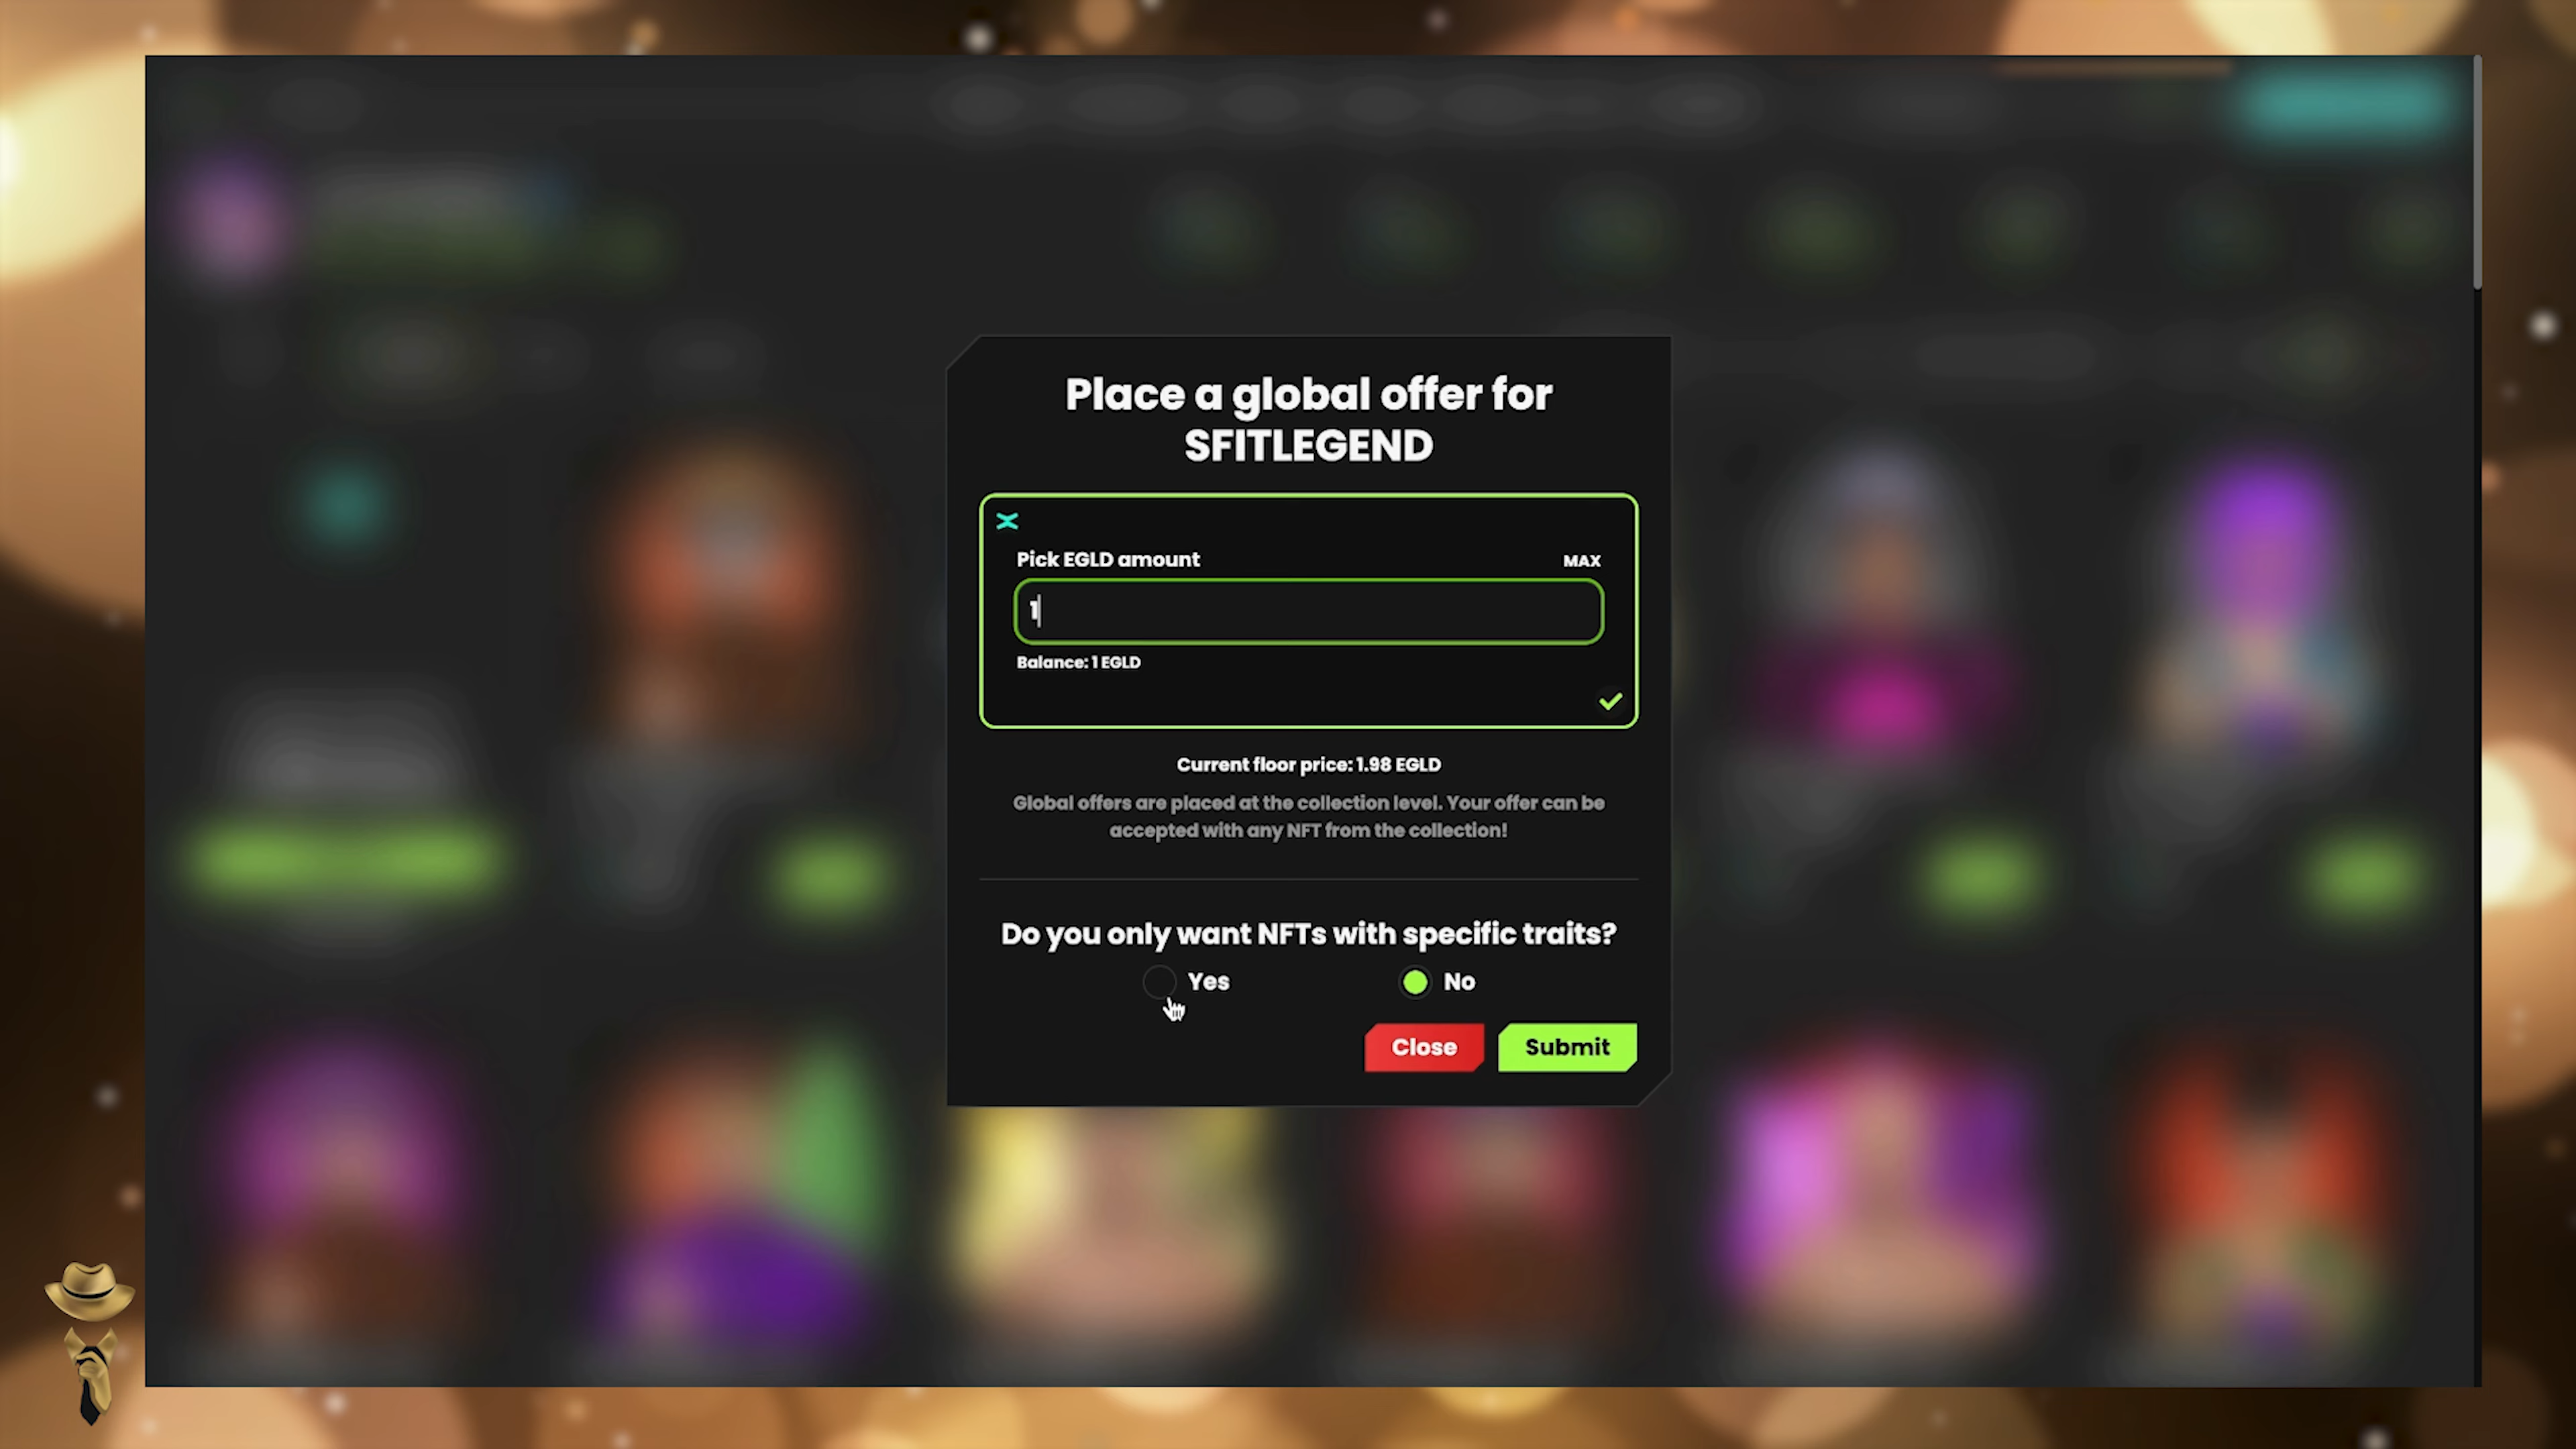 Place a global offer for
SFITLEGEND
Pick EGLD amount MAX
1
Balance: 1 EGLD
Current floor price: 1.98 EGLD
Global offers are placed at the collection level. Your offer can be
accepted with any NFT from the collection!
Do you only want NFTs with specific traits?
Yes No
Close Submit